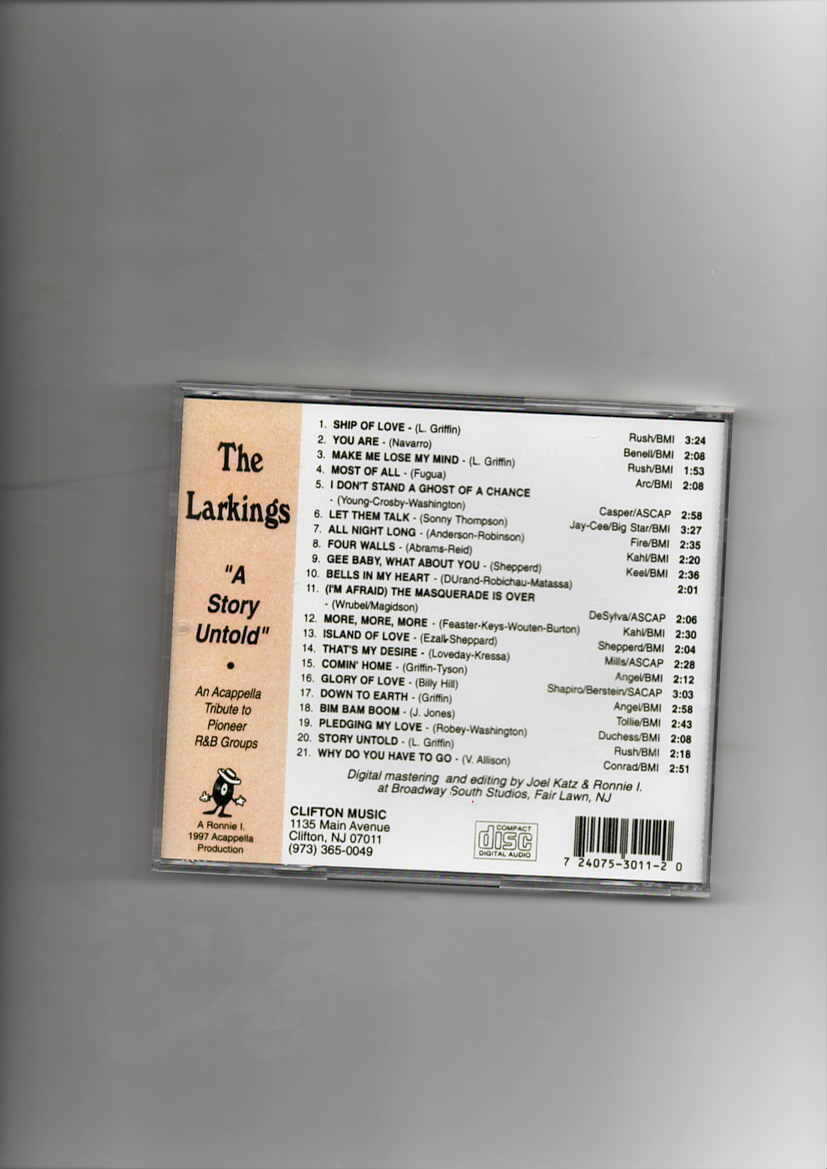 The
Larkings
"A
Story
Untold"
•
An Acappella
Tribute to
Pioneer
R&B Groups
A Ronnie I.
1997 Acappella
Production
1. SHIP OF LOVE - (L. Griffin) Rush/BMI 3:24
2. YOU ARE - (Navarro) Benell/BMI 2:08
3. MAKE ME LOSE MY MIND - (L. Griffin) Rush/BMI 1:53
4. MOST OF ALL - (Fugua) Arc/BMI 2:08
5. I DON'T STAND A GHOST OF A CHANCE
- (Young-Crosby-Washington) Casper/ASCAP 2:58
6. LET THEM TALK - (Sonny Thompson) Jay-Cee/Big Star/BMI 3:27
7. ALL NIGHT LONG - (Anderson-Robinson) Fire/BMI 2:35
8. FOUR WALLS - (Abrams-Reid) Kahl/BMI 2:20
9. GEE BABY, WHAT ABOUT YOU - (Shepperd) Keel/BMI 2:36
10. BELLS IN MY HEART - (DUrand-Robichau-Matassa) 2:01
11. (I'M AFRAID) THE MASQUERADE IS OVER
- (Wrubel/Magidson) DeSylva/ASCAP 2:06
12. MORE, MORE, MORE - (Feaster-Keys-Wouten-Burton) Kahl/BMI 2:30
13. ISLAND OF LOVE - (Ezall-Sheppard) Shepperd/BMI 2:04
14. THAT'S MY DESIRE - (Loveday-Kressa) Mills/ASCAP 2:28
15. COMIN' HOME - (Griffin-Tyson) Angel/BMI 2:12
16. GLORY OF LOVE - (Billy Hill) Shapiro/Berstein/SACAP 3:03
17. DOWN TO EARTH - (Griffin) Angel/BMI 2:58
18. BIM BAM BOOM - (J. Jones) Tollie/BMI 2:43
19. PLEDGING MY LOVE - (Robey-Washington) Duchess/BMI 2:08
20. STORY UNTOLD - (L. Griffin) Rush/BMI 2:18
21. WHY DO YOU HAVE TO GO - (V. Allison) Conrad/BMI 2:51
Digital mastering and editing by Joel Katz & Ronnie I.
at Broadway South Studios, Fair Lawn, NJ
CLIFTON MUSIC
1135 Main Avenue
Clifton, NJ 07011
(973) 365-0049
COMPACT
disc
DIGITAL AUDIO
7 24075-3011-2 0